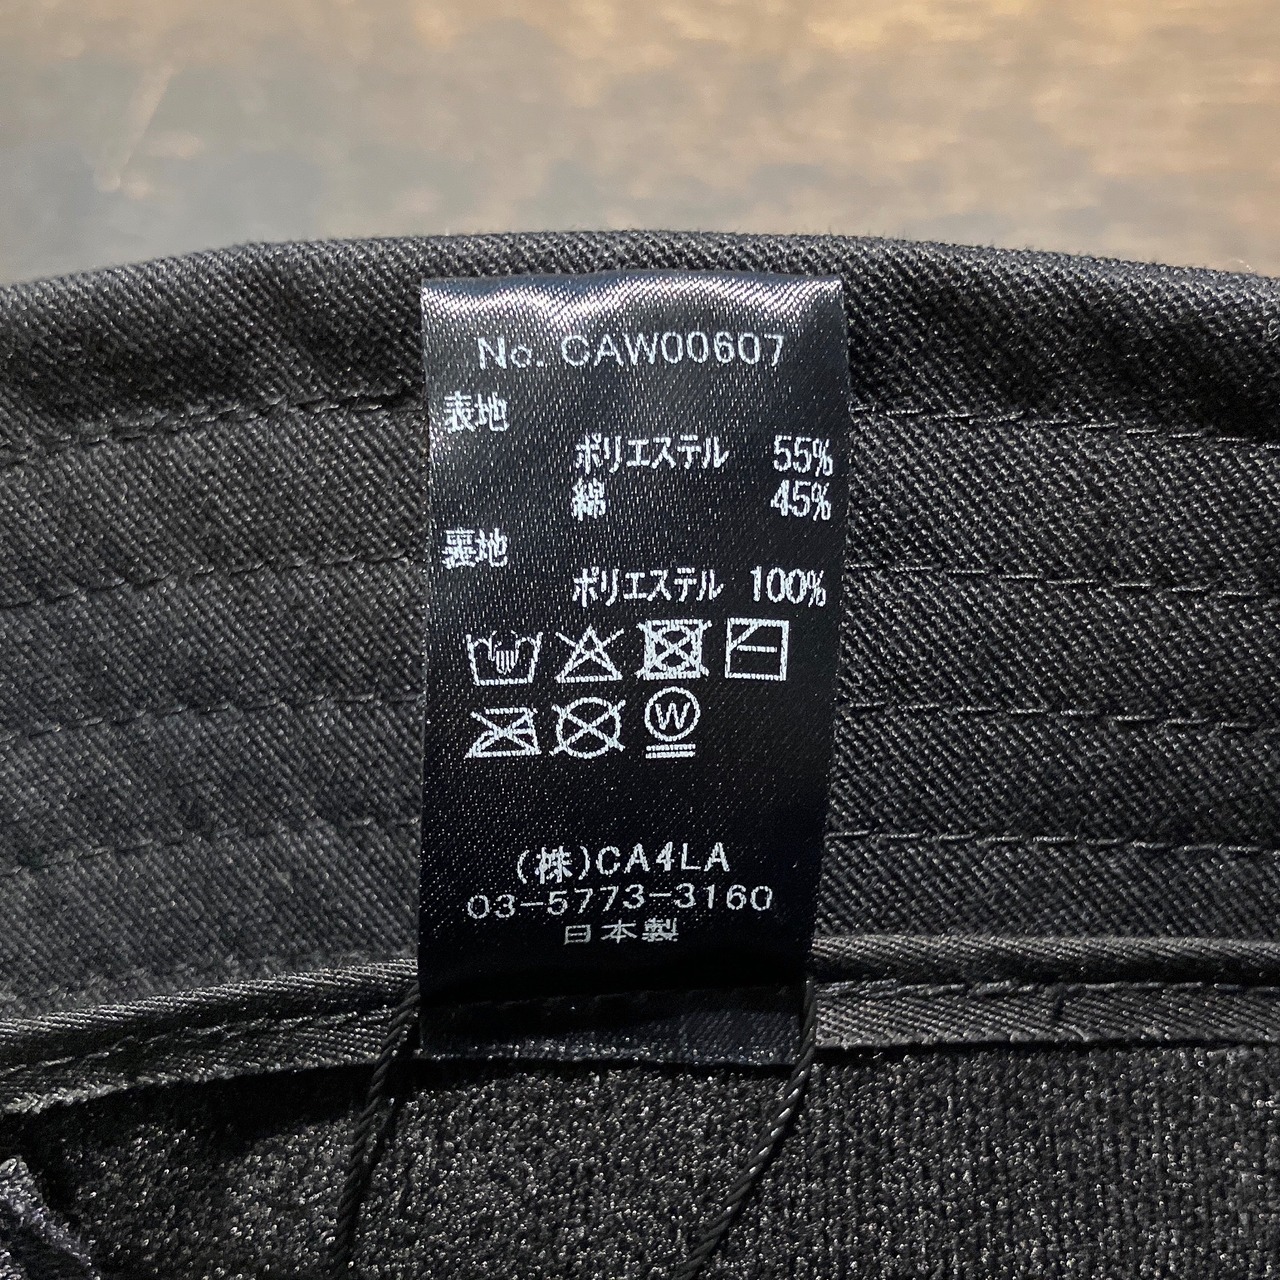 No. CAW00607
表地
ポリエステル 55%
綿 45%
裏地
ポリエステル 100%
W
(株)CA4LA
03-5773-3160
日本製